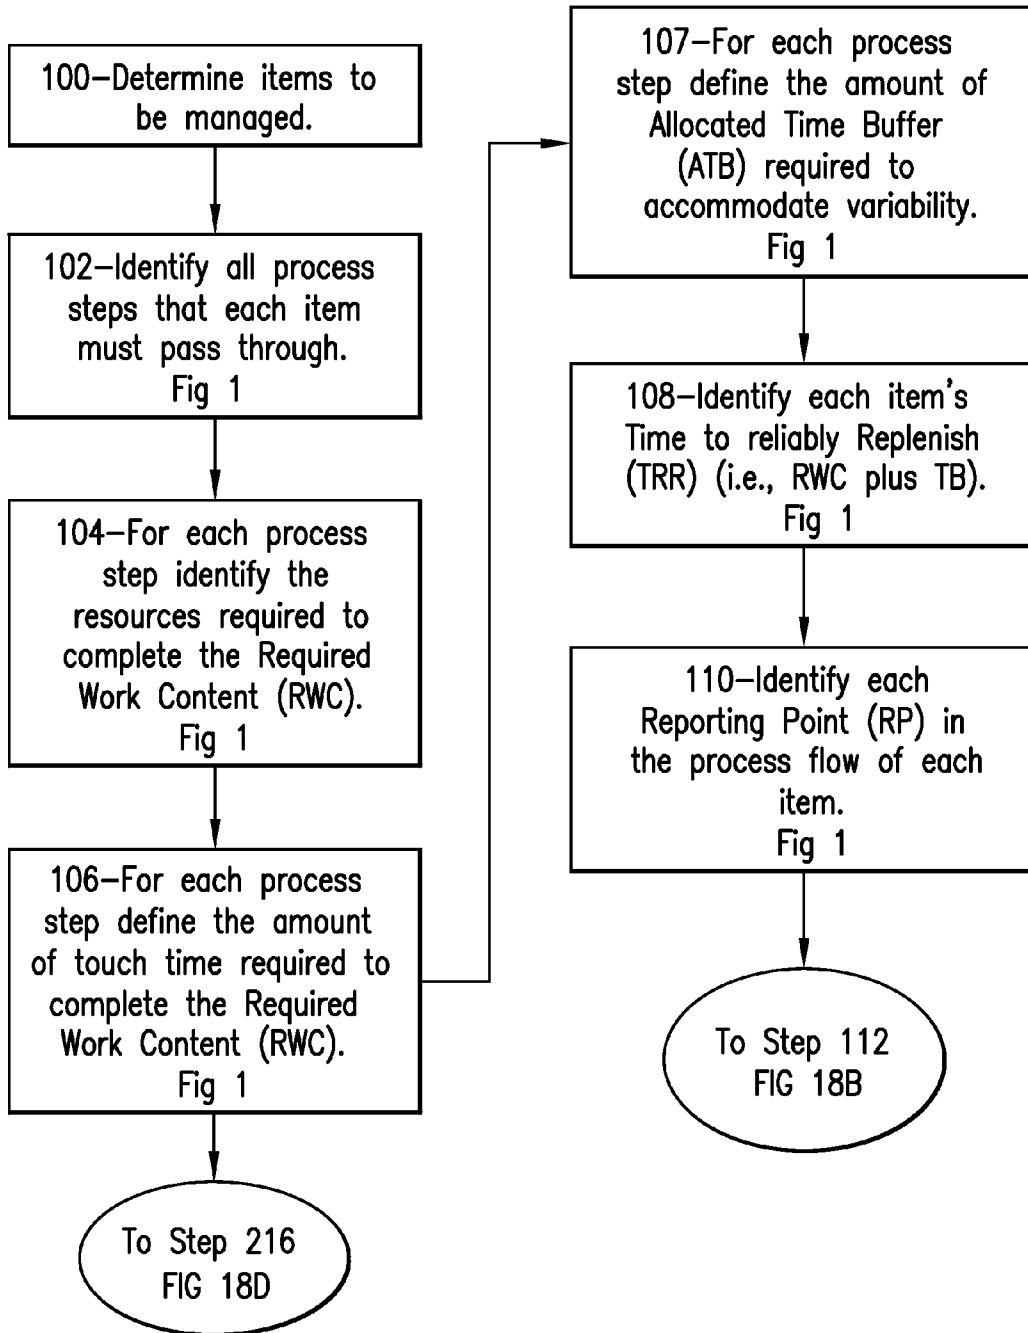 100-Determine items to
be managed.
102-Identify all process
steps that each item
must pass through.
Fig 1
104-For each process
step identify the
resources required to
complete the Required
Work Content (RWC).
Fig 1
106-For each process
step define the amount
of touch time required to
complete the Required
Work Content (RWC).
Fig 1
To Step 216
FIG 18D
107-For each process
step define the amount of
Allocated Time Buffer
(ATB) required to
accommodate variability.
Fig 1
108-Identify each item's
Time to reliably Replenish
(TRR) (i.e., RWC plus TB).
Fig 1
110-Identify each
Reporting Point (RP) in
the process flow of each
item.
Fig 1
To Step 112
FIG 18B